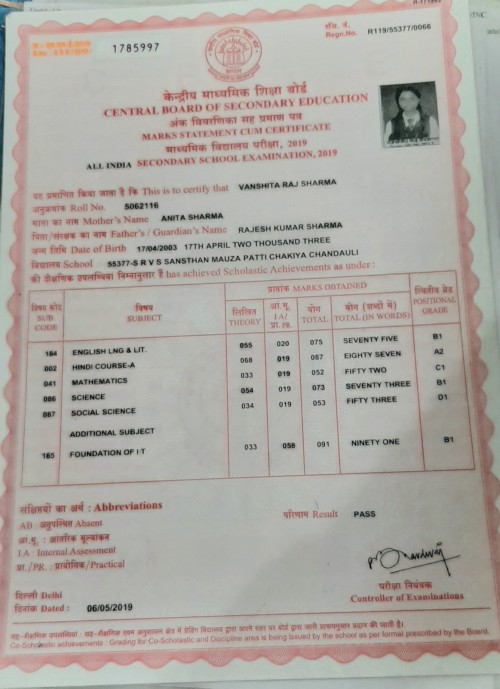 1785997
रजि. नं.
Regn.No. R119/55377/0066
केन्द्रीय माध्यमिक शिक्षा बोर्ड
CENTRAL BOARD OF SECONDARY EDUCATION
अंक विवरणिका सह प्रमाण पत्र
MARKS STATEMENT CUM CERTIFICATE
माध्यमिक विद्यालय परीक्षा, 2019
ALL INDIA SECONDARY SCHOOL EXAMINATION, 2019
यह प्रमाणित किया जाता है कि This is to certify that VANSHITA RAJ SHARMA
अनुक्रमांक Roll No. 5062116
माता का नाम Mother's Name ANITA SHARMA
पिता/संरक्षक का नाम Father's / Guardian's Name RAJESH KUMAR SHARMA
जन्म तिथि Date of Birth 17/04/2003 17TH APRIL TWO THOUSAND THREE
विद्यालय School 55377-S R V S SANSTHAN MAUZA PATTI CHAKIYA CHANDAULI
की शैक्षणिक उपलब्धियां निम्नानुसार हैं has achieved Scholastic Achievements as under :
प्राप्तांक MARKS OBTAINED
विषय कोड SUB. CODE विषय SUBJECT लिखित THEORY आं.मू./प्रा. IA/PR. योग TOTAL योग (शब्दों में) TOTAL (IN WORDS) स्थितीय ग्रेड POSITIONAL GRADE
184 ENGLISH LNG & LIT. 055 020 075 SEVENTY FIVE B1
002 HINDI COURSE-A 068 019 087 EIGHTY SEVEN A2
041 MATHEMATICS 033 019 052 FIFTY TWO C1
086 SCIENCE 054 019 073 SEVENTY THREE B1
087 SOCIAL SCIENCE 034 019 053 FIFTY THREE D1
ADDITIONAL SUBJECT
165 FOUNDATION OF I T 033 058 091 NINETY ONE B1
संक्षिप्तियों का अर्थ : Abbreviations
AB : अनुपस्थित Absent
आं.मू. : आंतरिक मूल्यांकन
I.A : Internal Assessment
प्रा./PR. : प्रायोगिक/Practical
परिणाम Result PASS
दिल्ली Delhi
दिनांक Dated : 06/05/2019
परीक्षा नियंत्रक
Controller of Examinations
Co-Scholastic achievements : Grading for Co-Scholastic and Discipline area is being issued by the school as per format prescribed by the Board.